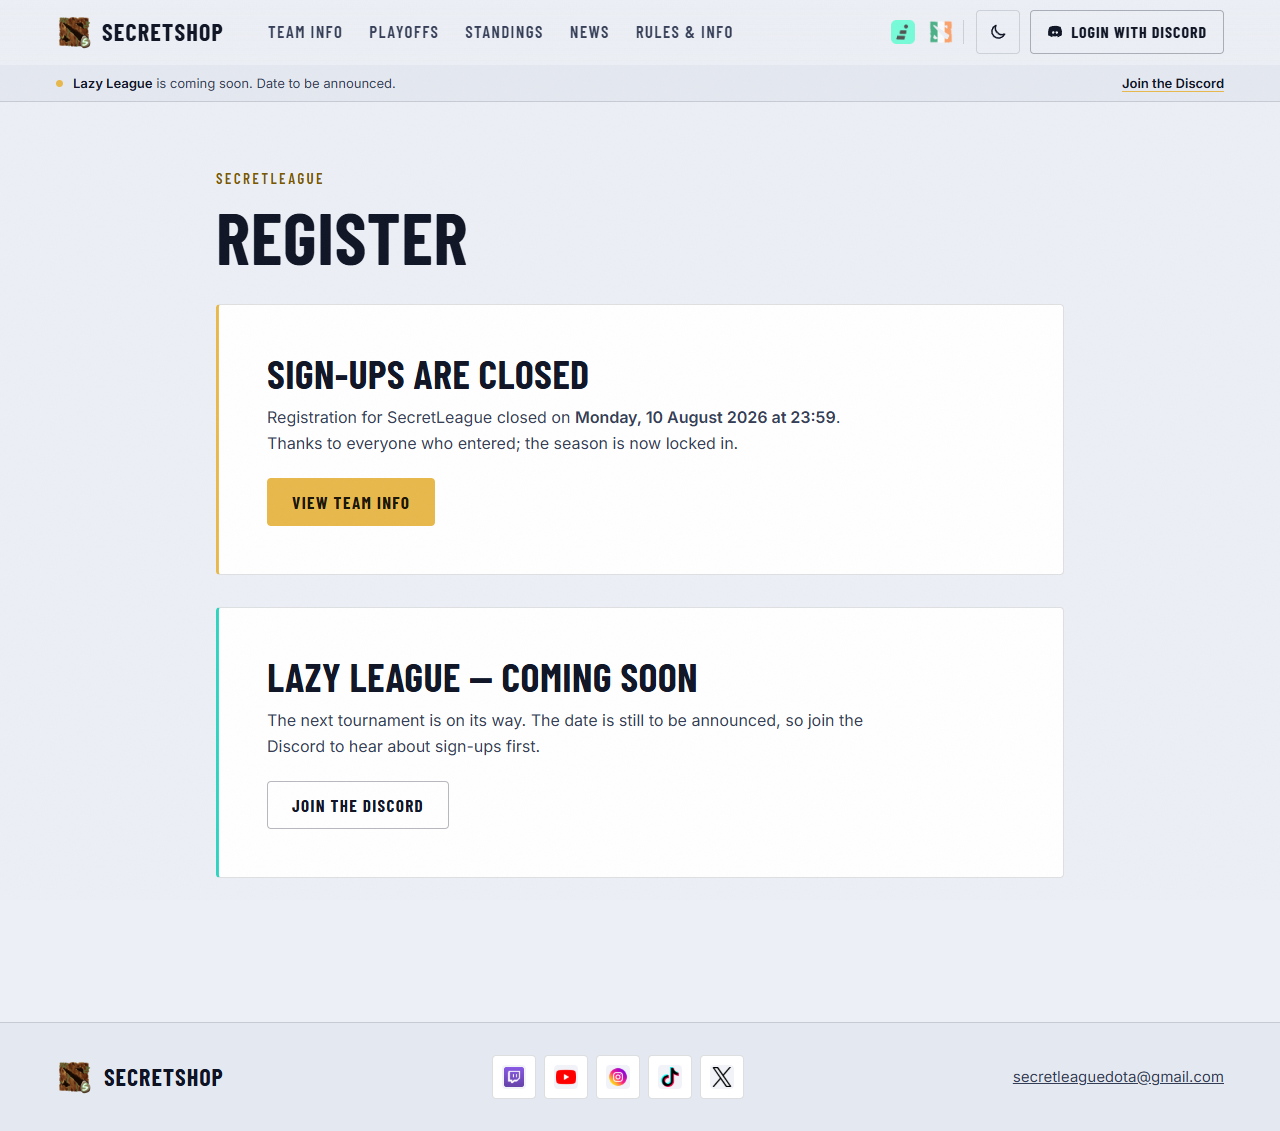 SECRETSHOP
TEAM INFO
PLAYOFFS
STANDINGS
NEWS
RULES & INFO
LOGIN WITH DISCORD
Lazy League is coming soon. Date to be announced.
Join the Discord
SECRETLEAGUE
REGISTER
SIGN-UPS ARE CLOSED
Registration for SecretLeague closed on Monday, 10 August 2026 at 23:59.
Thanks to everyone who entered; the season is now locked in.
VIEW TEAM INFO
LAZY LEAGUE — COMING SOON
The next tournament is on its way. The date is still to be announced, so join the
Discord to hear about sign-ups first.
JOIN THE DISCORD
SECRETSHOP
secretleaguedota@gmail.com